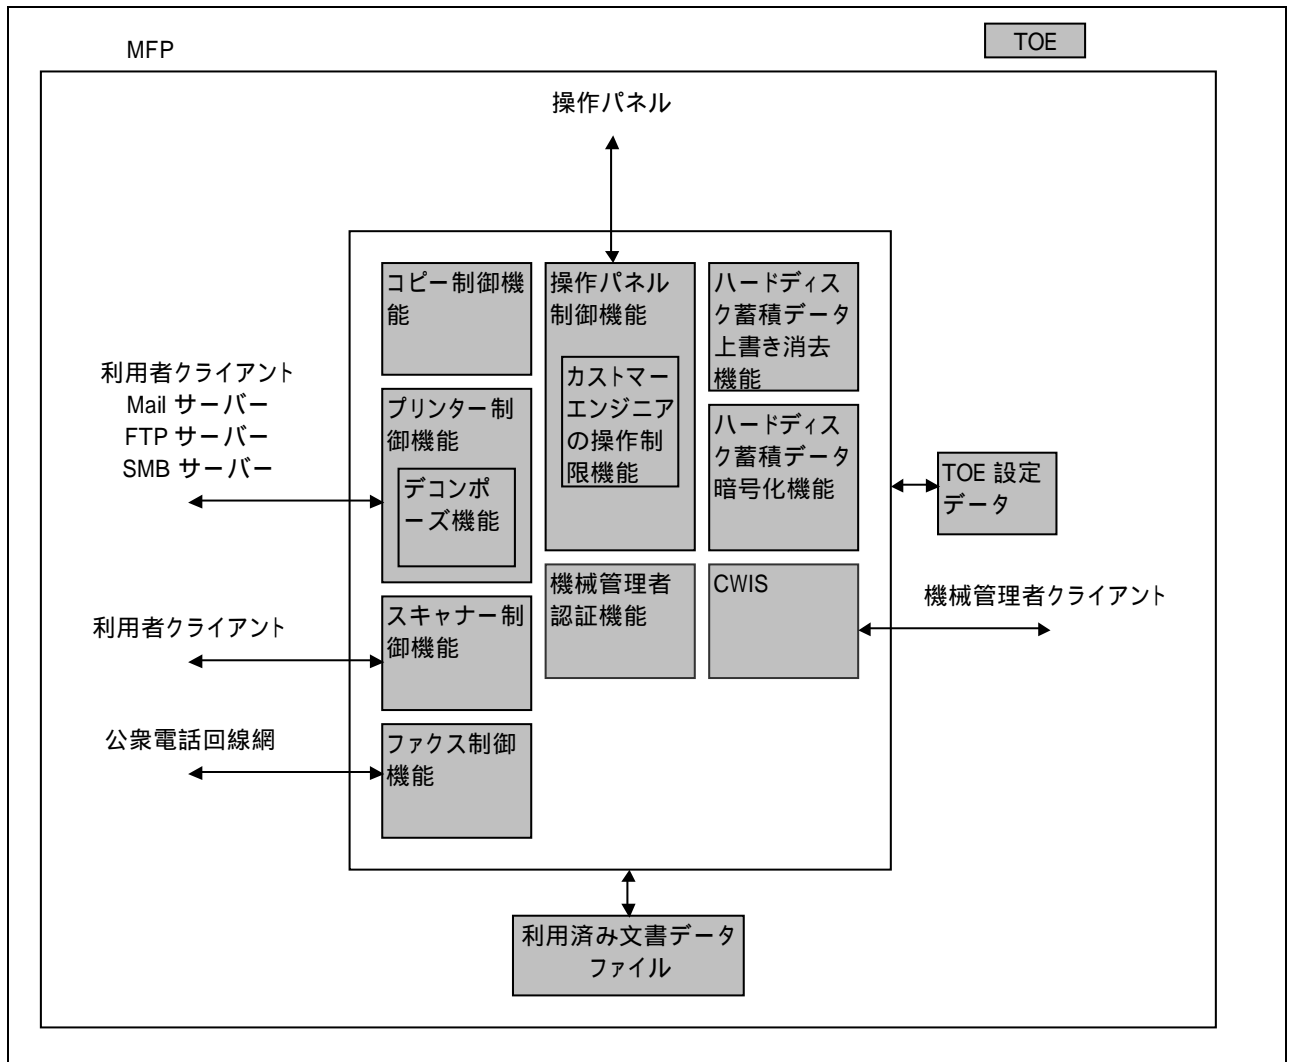 MFP
TOE
操作パネル
コピー制御機
能
操作パネル
制御機能
カストマー
エンジニア
の操作制
限機能
ハードディス
ク蓄積データ
上書き消去
機能
利用者クライアント
Mail サーバー
FTP サーバー
SMB サーバー
プリンター制
御機能
デコンポ
ーズ機能
ハードディス
ク蓄積データ
暗号化機能
TOE 設定
データ
利用者クライアント
スキャナー制
御機能
機械管理者
認証機能
CWIS
機械管理者クライアント
公衆電話回線網
ファクス制御
機能
利用済み文書データ
ファイル